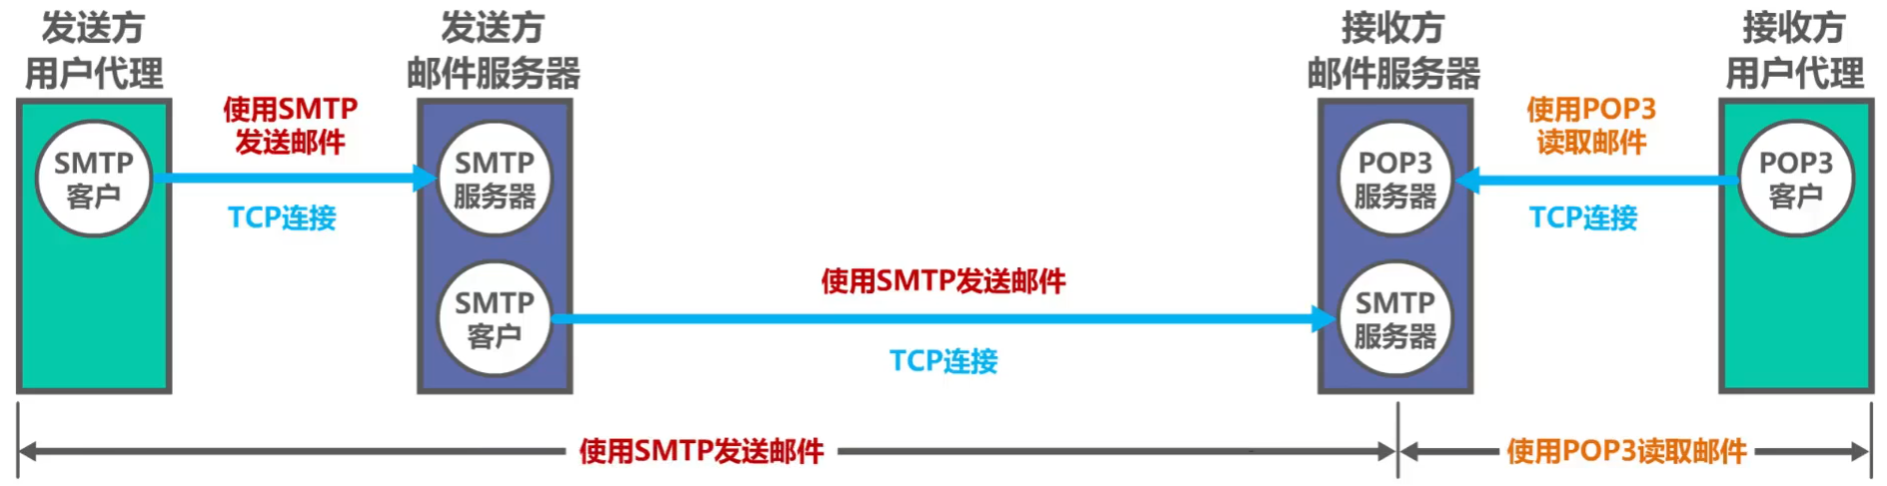 发送方
用户代理
发送方
邮件服务器
接收方
邮件服务器
接收方
用户代理
使用SMTP
发送邮件
使用POP3
读取邮件
SMTP
客户
SMTP
服务器
POP3
服务器
POP3
客户
TCP连接
TCP连接
使用SMTP发送邮件
SMTP
客户
SMTP
服务器
TCP连接
使用SMTP发送邮件
使用POP3读取邮件